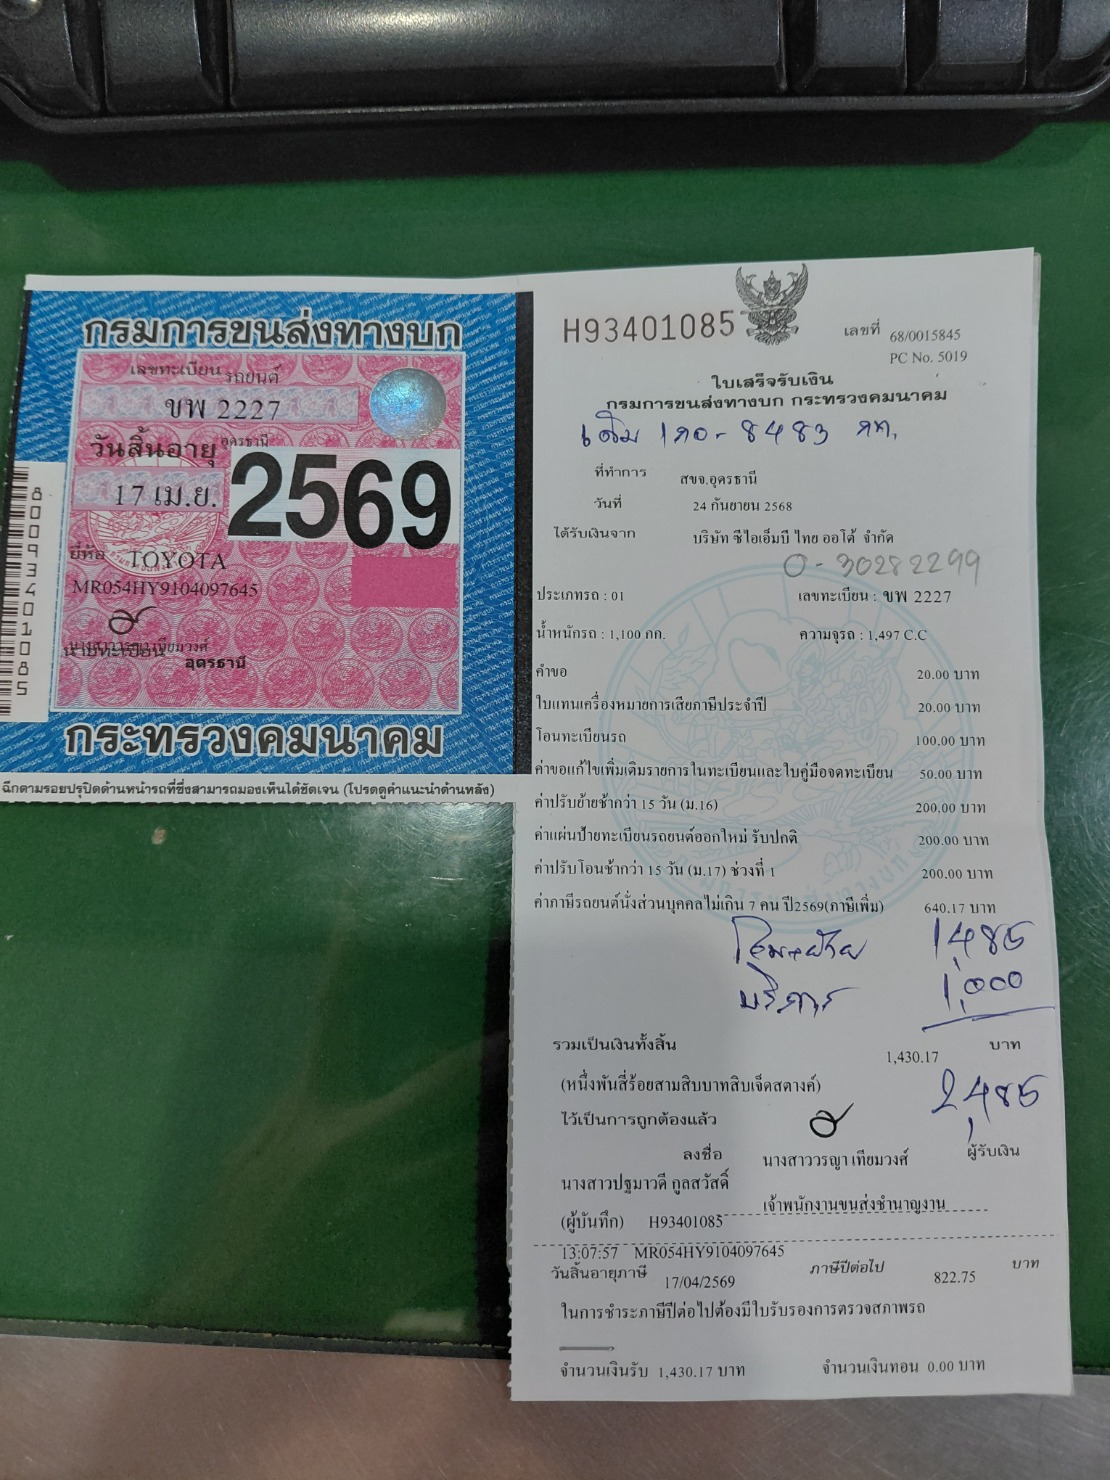 กรมการขนส่งทางบก
เลขทะเบียน รถยนต์
ขพ 2227
วันสิ้นอายุ อุดรธานี
17 เม.ย. 2569
ยี่ห้อ TOYOTA
MR054HY9104097645
นายทะเบียน
อุดรธานี
80093401085
กระทรวงคมนาคม
ฉีกตามรอยปรุปิดด้านหน้ารถที่ซึ่งสามารถมองเห็นได้ชัดเจน (โปรดดูคำแนะนำด้านหลัง)
H93401085
เลขที่ 68/0015845
PC No. 5019
ใบเสร็จรับเงิน
กรมการขนส่งทางบก กระทรวงคมนาคม
เดิม 1กอ-8483 กท.
ที่ทำการ สขจ.อุดรธานี
วันที่ 24 กันยายน 2568
ได้รับเงินจาก บริษัท ซีไอเอ็มบี ไทย ออโต้ จำกัด
0-30282299
ประเภทรถ : 01 เลขทะเบียน : ขพ 2227
น้ำหนักรถ : 1,100 กก. ความจุรถ : 1,497 C.C
คำขอ 20.00 บาท
ใบแทนเครื่องหมายการเสียภาษีประจำปี 20.00 บาท
โอนทะเบียนรถ 100.00 บาท
ค่าขอแก้ไขเพิ่มเติมรายการในทะเบียนและใบคู่มือจดทะเบียน 50.00 บาท
ค่าปรับย้ายช้ากว่า 15 วัน (ม.16) 200.00 บาท
ค่าแผ่นป้ายทะเบียนรถยนต์ออกใหม่ รับปกติ 200.00 บาท
ค่าปรับโอนช้ากว่า 15 วัน (ม.17) ช่วงที่ 1 200.00 บาท
ค่าภาษีรถยนต์นั่งส่วนบุคคลไม่เกิน 7 คน ปี2569(ภาษีเพิ่ม) 640.17 บาท
โอน+ย้าย 1,485
บริการ 1,000
รวมเป็นเงินทั้งสิ้น 1,430.17 บาท
(หนึ่งพันสี่ร้อยสามสิบบาทสิบเจ็ดสตางค์) 2,485
ไว้เป็นการถูกต้องแล้ว
ลงชื่อ นางสาววรญา เทียมวงศ์ ผู้รับเงิน
นางสาวปฐมาวดี กูลสวัสดิ์
เจ้าพนักงานขนส่งชำนาญงาน
(ผู้บันทึก) H93401085
13:07:57 MR054HY9104097645
วันสิ้นอายุภาษี 17/04/2569 ภาษีปีต่อไป 822.75 บาท
ในการชำระภาษีปีต่อไปต้องมีใบรับรองการตรวจสภาพรถ
จำนวนเงินรับ 1,430.17 บาท จำนวนเงินทอน 0.00 บาท